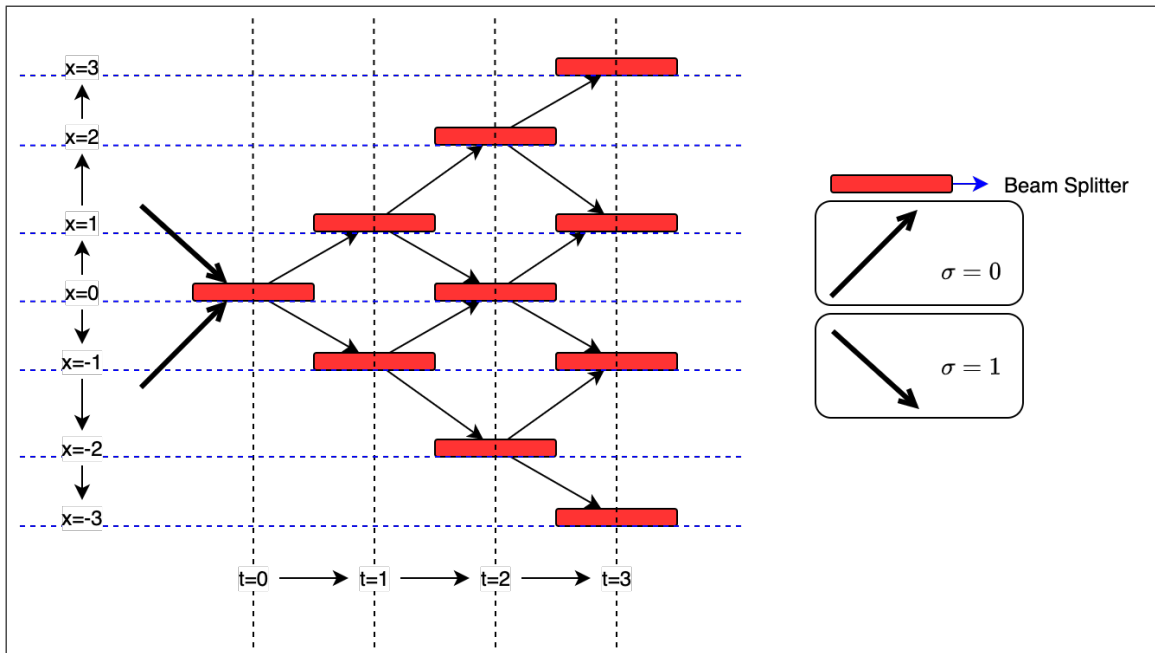 x=3
x=2
x=1
x=0
x=-1
x=-2
x=-3
t=0
t=1
t=2
t=3
Beam Splitter
σ = 0
σ = 1